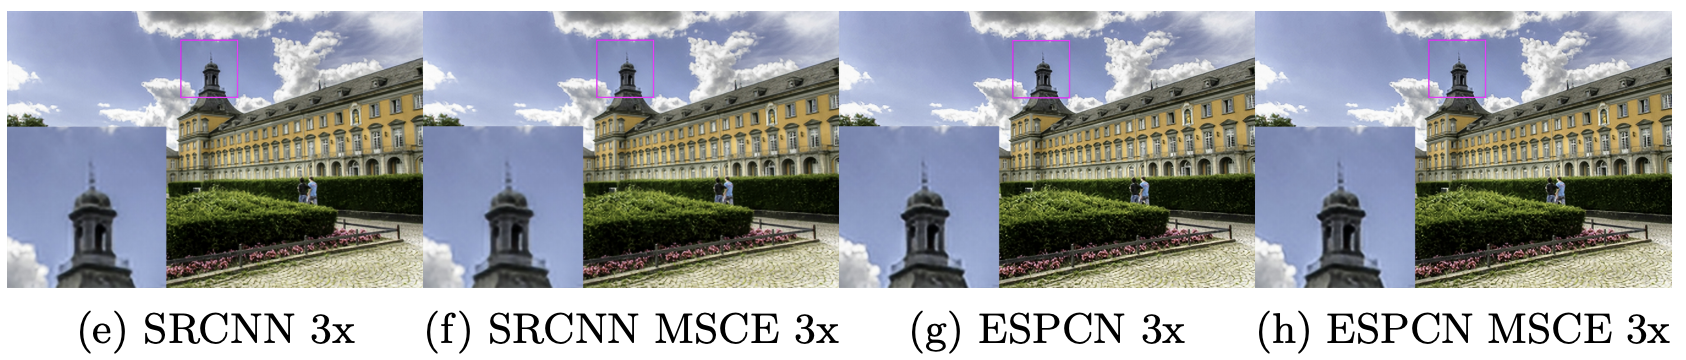 (e) SRCNN 3x (f) SRCNN MSCE 3x (g) ESPCN 3x (h) ESPCN MSCE 3x